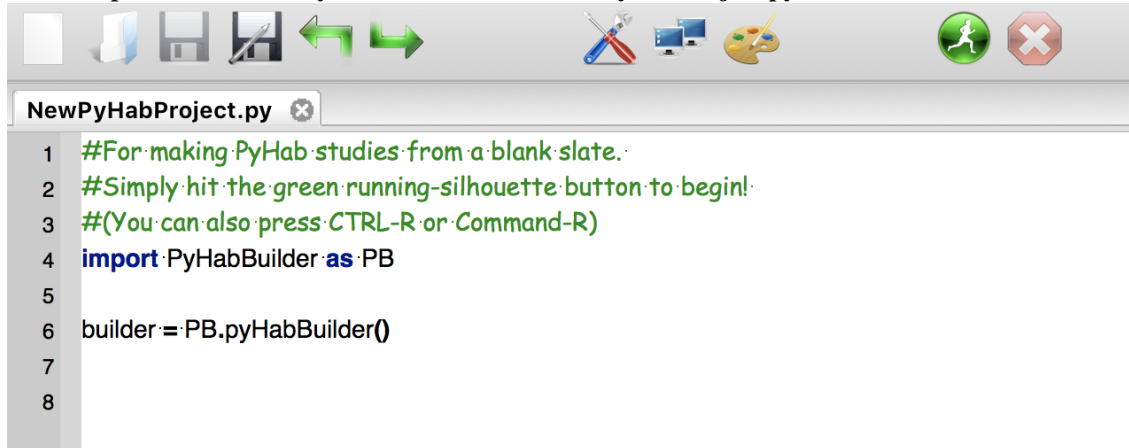 NewPyHabProject.py
1 #For making PyHab studies from a blank slate.
2 #Simply hit the green running-silhouette button to begin!
3 #(You can also press CTRL-R or Command-R)
4 import PyHabBuilder as PB
5
6 builder = PB.pyHabBuilder()
7
8